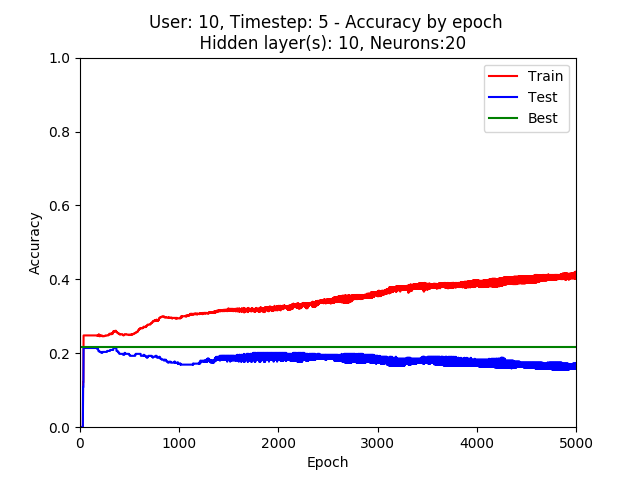 User: 10, Timestep: 5 - Accuracy by epoch
Hidden layer(s): 10, Neurons:20
1.0
0.8
0.6
0.4
0.2
0.0
Accuracy
Train
Test
Best
0
1000
2000
3000
4000
5000
Epoch